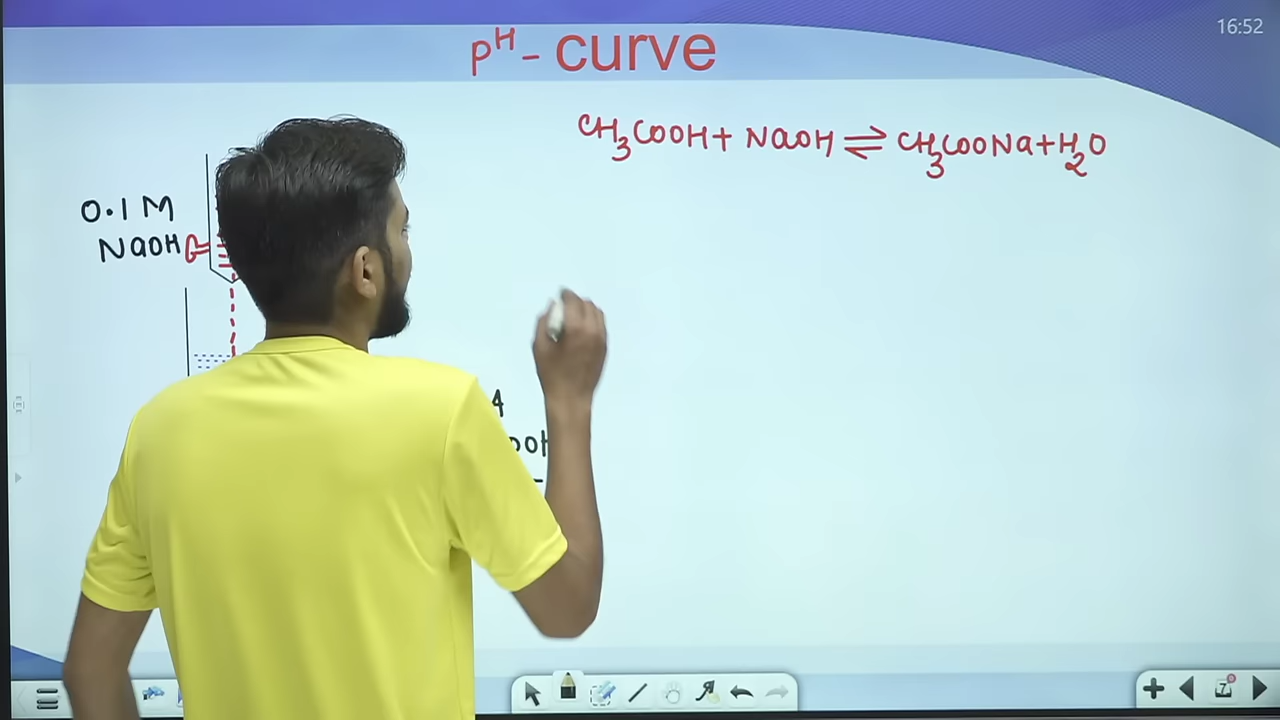 16:52
pH - curve
CH3COOH + NaOH ⇌ CH3COONa + H2O
0.1 M
NaOH